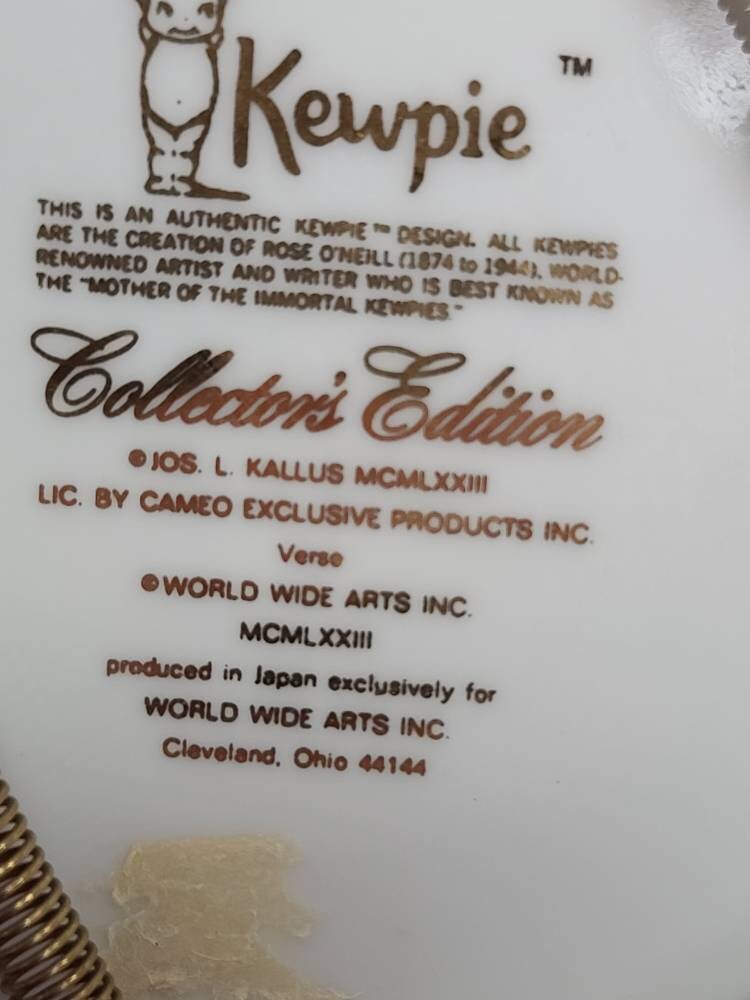 Kewpie ™
THIS IS AN AUTHENTIC KEWPIE™ DESIGN. ALL KEWPIES
ARE THE CREATION OF ROSE O'NEILL (1874 to 1944), WORLD-
RENOWNED ARTIST AND WRITER WHO IS BEST KNOWN AS
THE "MOTHER OF THE IMMORTAL KEWPIES"
Collector's Edition
©JOS. L. KALLUS MCMLXXIII
LIC. BY CAMEO EXCLUSIVE PRODUCTS INC.
Verse
©WORLD WIDE ARTS INC.
MCMLXXIII
produced in Japan exclusively for
WORLD WIDE ARTS INC.
Cleveland, Ohio 44144